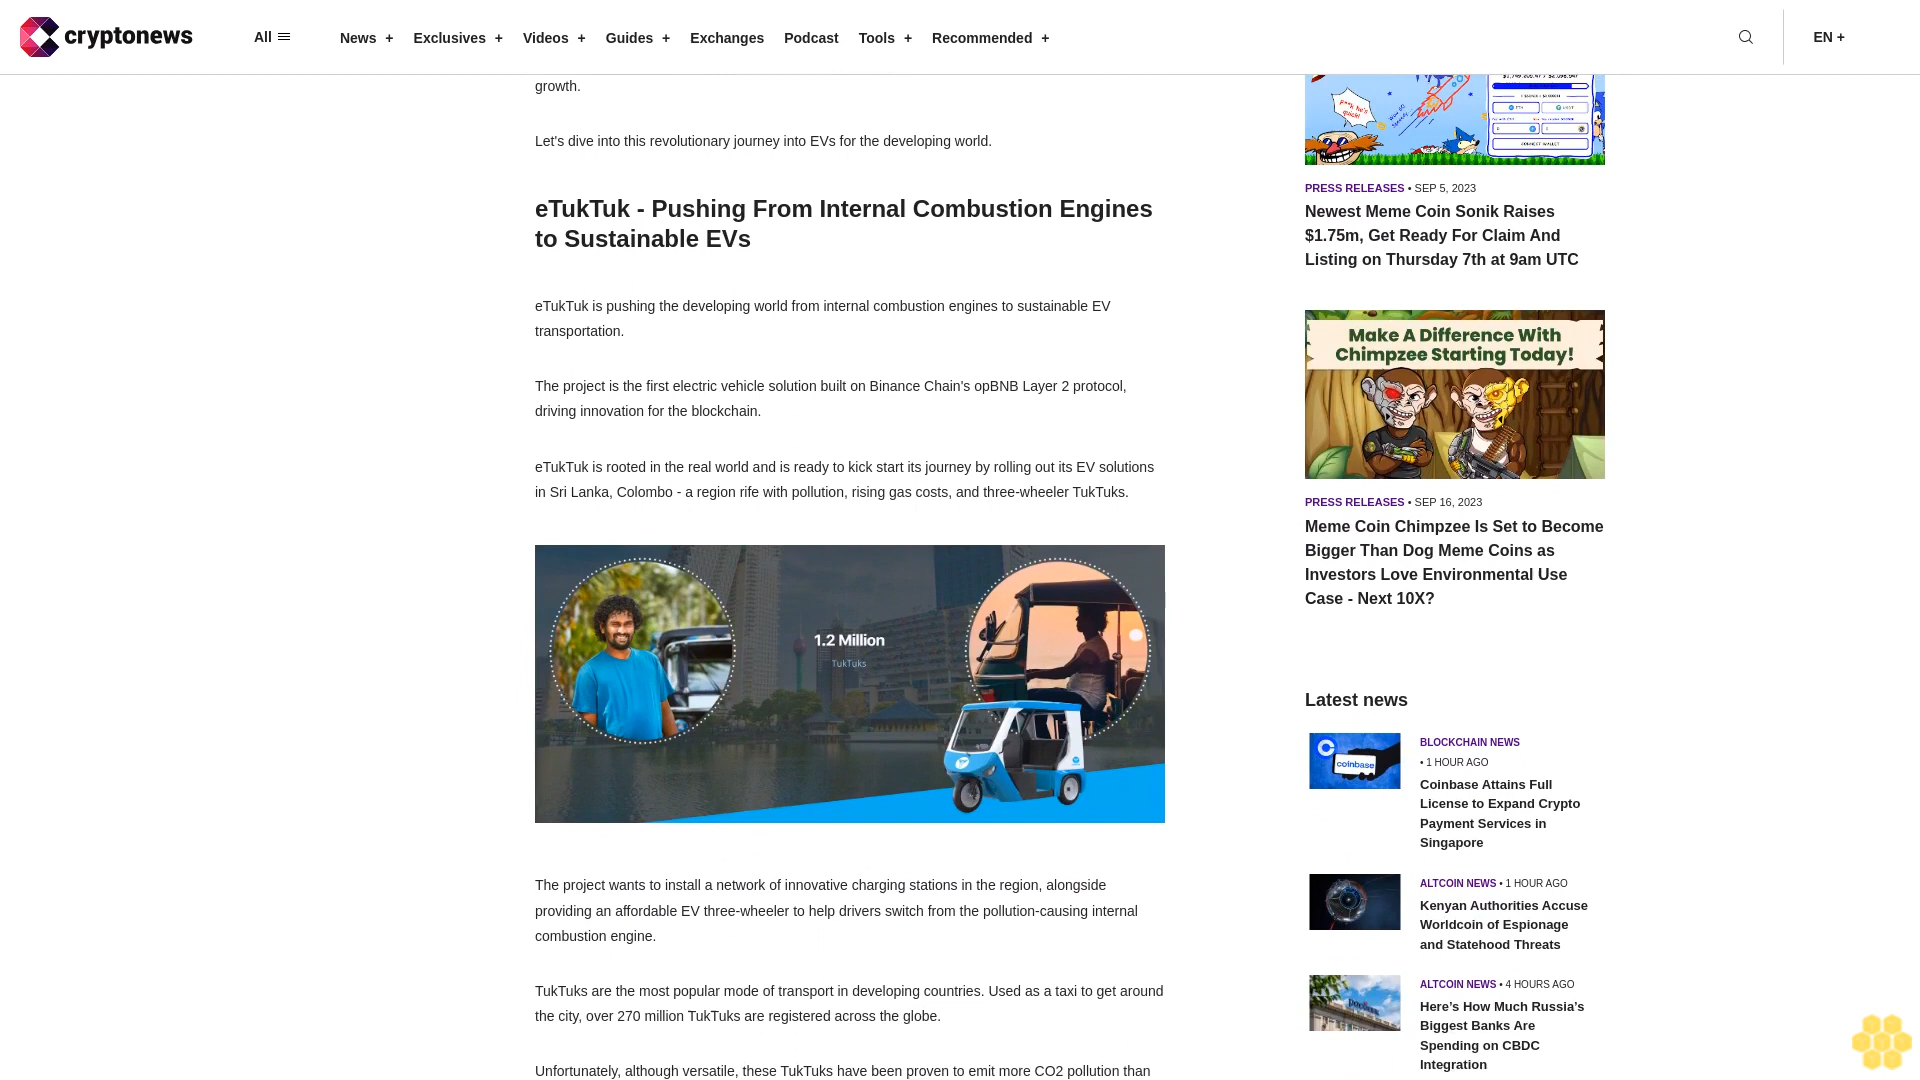 cryptonews
All
News +
Exclusives +
Videos +
Guides +
Exchanges
Podcast
Tools +
Recommended +
EN +
growth.
Let's dive into this revolutionary journey into EVs for the developing world.
eTukTuk - Pushing From Internal Combustion Engines
to Sustainable EVs
eTukTuk is pushing the developing world from internal combustion engines to sustainable EV
transportation.
The project is the first electric vehicle solution built on Binance Chain's opBNB Layer 2 protocol,
driving innovation for the blockchain.
eTukTuk is rooted in the real world and is ready to kick start its journey by rolling out its EV solutions
in Sri Lanka, Colombo - a region rife with pollution, rising gas costs, and three-wheeler TukTuks.
1.2 Million
TukTuks
The project wants to install a network of innovative charging stations in the region, alongside
providing an affordable EV three-wheeler to help drivers switch from the pollution-causing internal
combustion engine.
TukTuks are the most popular mode of transport in developing countries. Used as a taxi to get around
the city, over 270 million TukTuks are registered across the globe.
Unfortunately, although versatile, these TukTuks have been proven to emit more CO2 pollution than
PRESS RELEASES • SEP 5, 2023
Newest Meme Coin Sonik Raises
$1.75m, Get Ready For Claim And
Listing on Thursday 7th at 9am UTC
Make A Difference With
Chimpzee Starting Today!
PRESS RELEASES • SEP 16, 2023
Meme Coin Chimpzee Is Set to Become
Bigger Than Dog Meme Coins as
Investors Love Environmental Use
Case - Next 10X?
Latest news
coinbase
BLOCKCHAIN NEWS
• 1 HOUR AGO
Coinbase Attains Full
License to Expand Crypto
Payment Services in
Singapore
ALTCOIN NEWS • 1 HOUR AGO
Kenyan Authorities Accuse
Worldcoin of Espionage
and Statehood Threats
ALTCOIN NEWS • 4 HOURS AGO
Here's How Much Russia's
Biggest Banks Are
Spending on CBDC
Integration